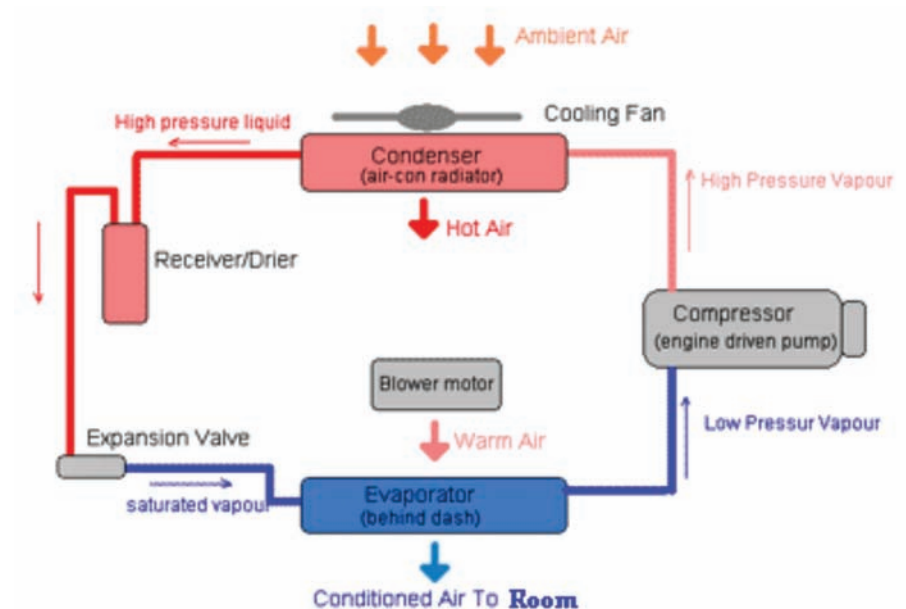 Ambient Air
Cooling Fan
High pressure liquid
Condenser
(air-con radiator)
High Pressure Vapour
Hot Air
Receiver/Drier
Compressor
(engine driven pump)
Blower motor
Low Pressur Vapour
Expansion Valve
Warm Air
saturated vapour
Evaporator
(behind dash)
Conditioned Air To Room